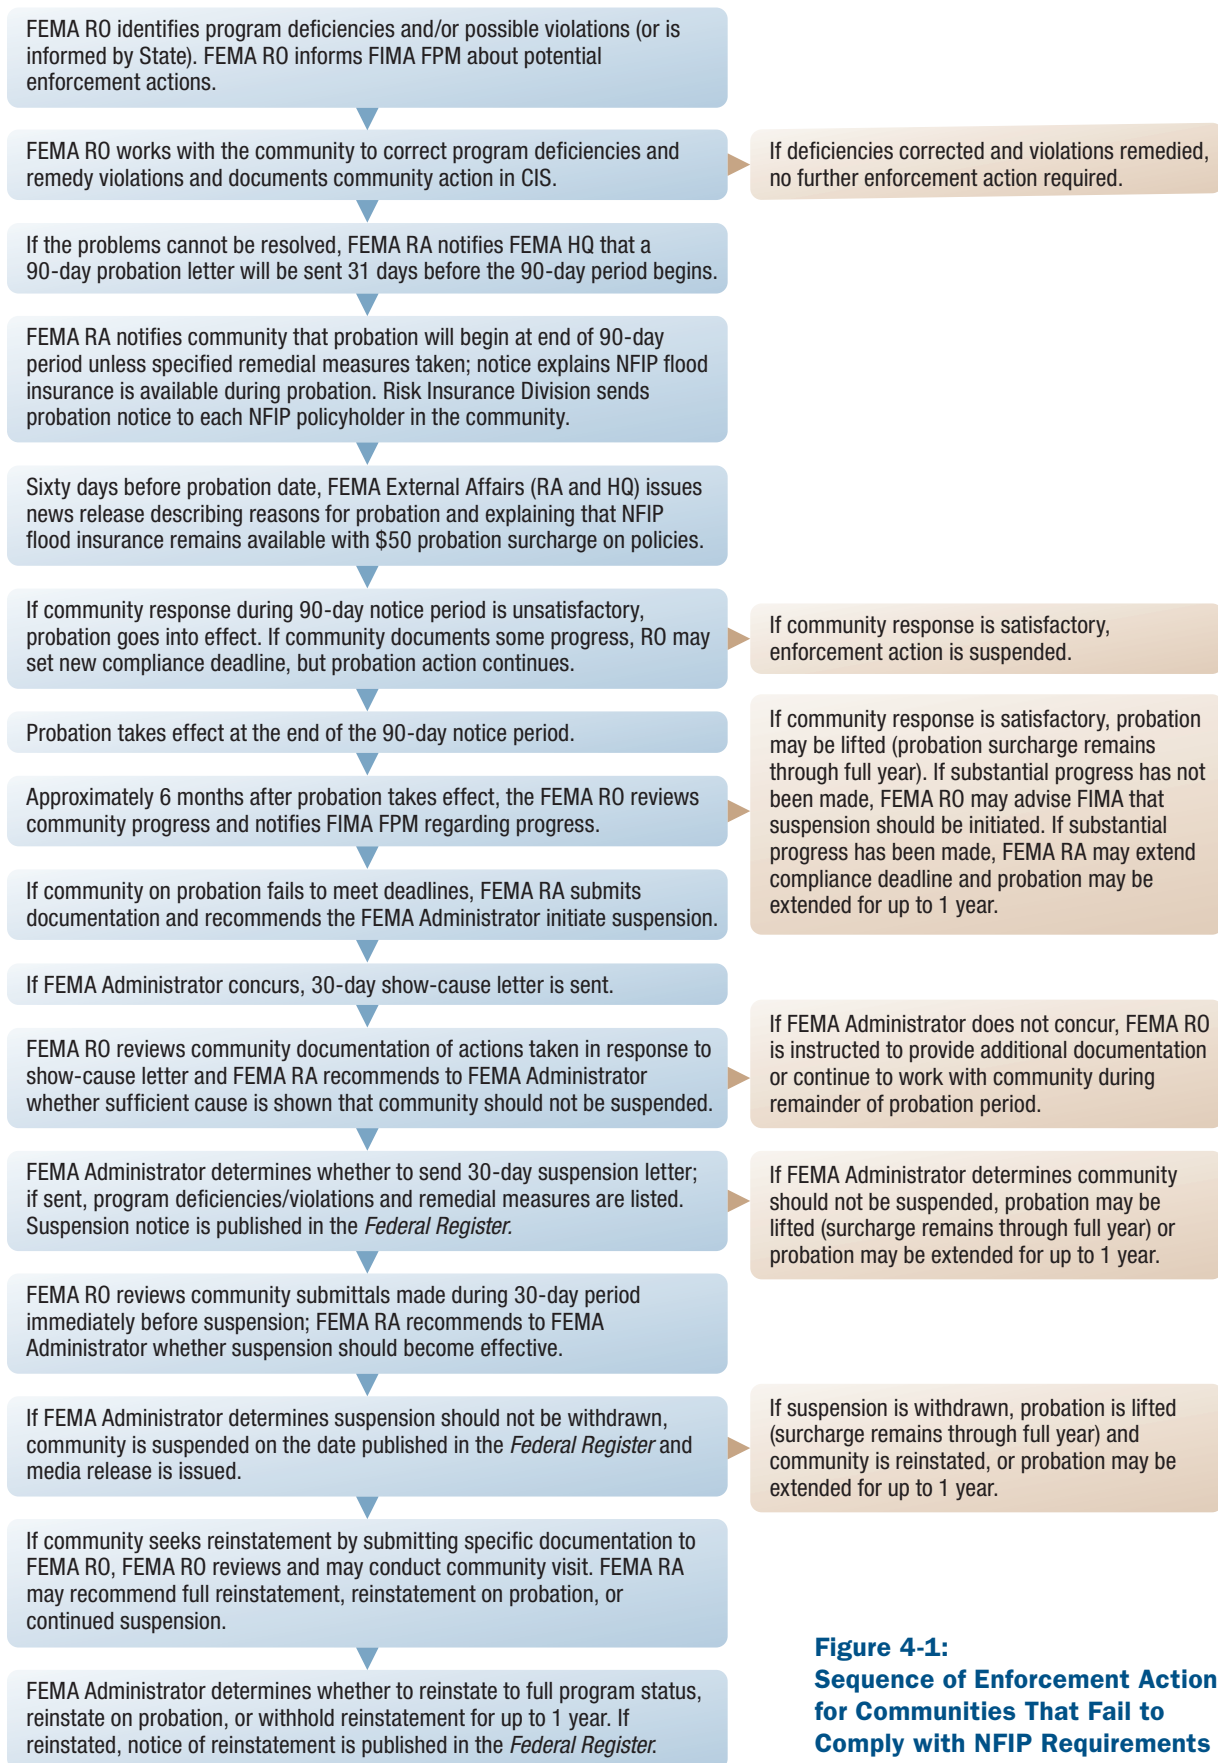 FEMA RO identifies program deficiencies and/or possible violations (or is
informed by State). FEMA RO informs FIMA FPM about potential
enforcement actions.
FEMA RO works with the community to correct program deficiencies and
remedy violations and documents community action in CIS.
If deficiencies corrected and violations remedied,
no further enforcement action required.
If the problems cannot be resolved, FEMA RA notifies FEMA HQ that a
90-day probation letter will be sent 31 days before the 90-day period begins.
FEMA RA notifies community that probation will begin at end of 90-day
period unless specified remedial measures taken; notice explains NFIP flood
insurance is available during probation. Risk Insurance Division sends
probation notice to each NFIP policyholder in the community.
Sixty days before probation date, FEMA External Affairs (RA and HQ) issues
news release describing reasons for probation and explaining that NFIP
flood insurance remains available with $50 probation surcharge on policies.
If community response during 90-day notice period is unsatisfactory,
probation goes into effect. If community documents some progress, RO may
set new compliance deadline, but probation action continues.
If community response is satisfactory,
enforcement action is suspended.
Probation takes effect at the end of the 90-day notice period.
Approximately 6 months after probation takes effect, the FEMA RO reviews
community progress and notifies FIMA FPM regarding progress.
If community response is satisfactory, probation
may be lifted (probation surcharge remains
through full year). If substantial progress has not
been made, FEMA RO may advise FIMA that
suspension should be initiated. If substantial
progress has been made, FEMA RA may extend
compliance deadline and probation may be
extended for up to 1 year.
If community on probation fails to meet deadlines, FEMA RA submits
documentation and recommends the FEMA Administrator initiate suspension.
If FEMA Administrator concurs, 30-day show-cause letter is sent.
FEMA RO reviews community documentation of actions taken in response to
show-cause letter and FEMA RA recommends to FEMA Administrator
whether sufficient cause is shown that community should not be suspended.
If FEMA Administrator does not concur, FEMA RO
is instructed to provide additional documentation
or continue to work with community during
remainder of probation period.
FEMA Administrator determines whether to send 30-day suspension letter;
if sent, program deficiencies/violations and remedial measures are listed.
Suspension notice is published in the Federal Register.
If FEMA Administrator determines community
should not be suspended, probation may be
lifted (surcharge remains through full year) or
probation may be extended for up to 1 year.
FEMA RO reviews community submittals made during 30-day period
immediately before suspension; FEMA RA recommends to FEMA
Administrator whether suspension should become effective.
If FEMA Administrator determines suspension should not be withdrawn,
community is suspended on the date published in the Federal Register and
media release is issued.
If suspension is withdrawn, probation is lifted
(surcharge remains through full year) and
community is reinstated, or probation may be
extended for up to 1 year.
If community seeks reinstatement by submitting specific documentation to
FEMA RO, FEMA RO reviews and may conduct community visit. FEMA RA
may recommend full reinstatement, reinstatement on probation, or
continued suspension.
FEMA Administrator determines whether to reinstate to full program status,
reinstate on probation, or withhold reinstatement for up to 1 year. If
reinstated, notice of reinstatement is published in the Federal Register.
Figure 4-1:
Sequence of Enforcement Action
for Communities That Fail to
Comply with NFIP Requirements